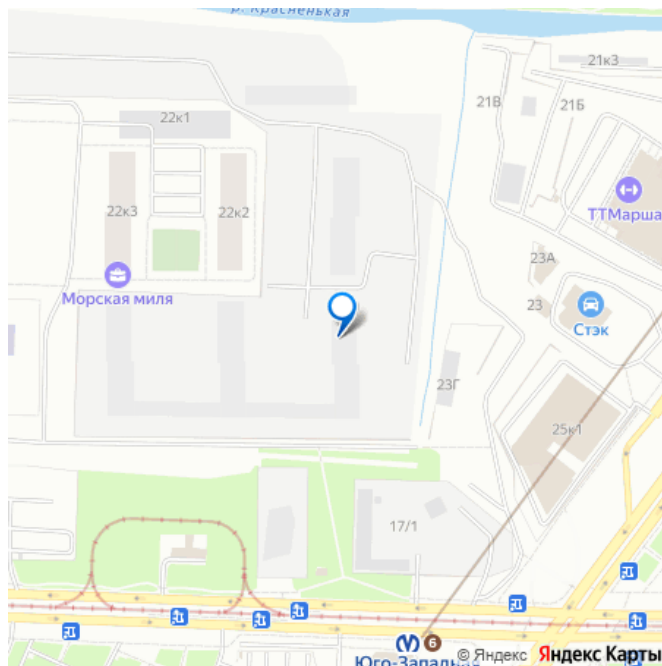 р. Красненькая
21к3
21В
21Б
22к1
22к3
22к2
ТТМарша
23А
Морская миля
23
Стэк
23Г
25к1
17/1
6
Юго-Западная
© Яндекс Яндекс Карты